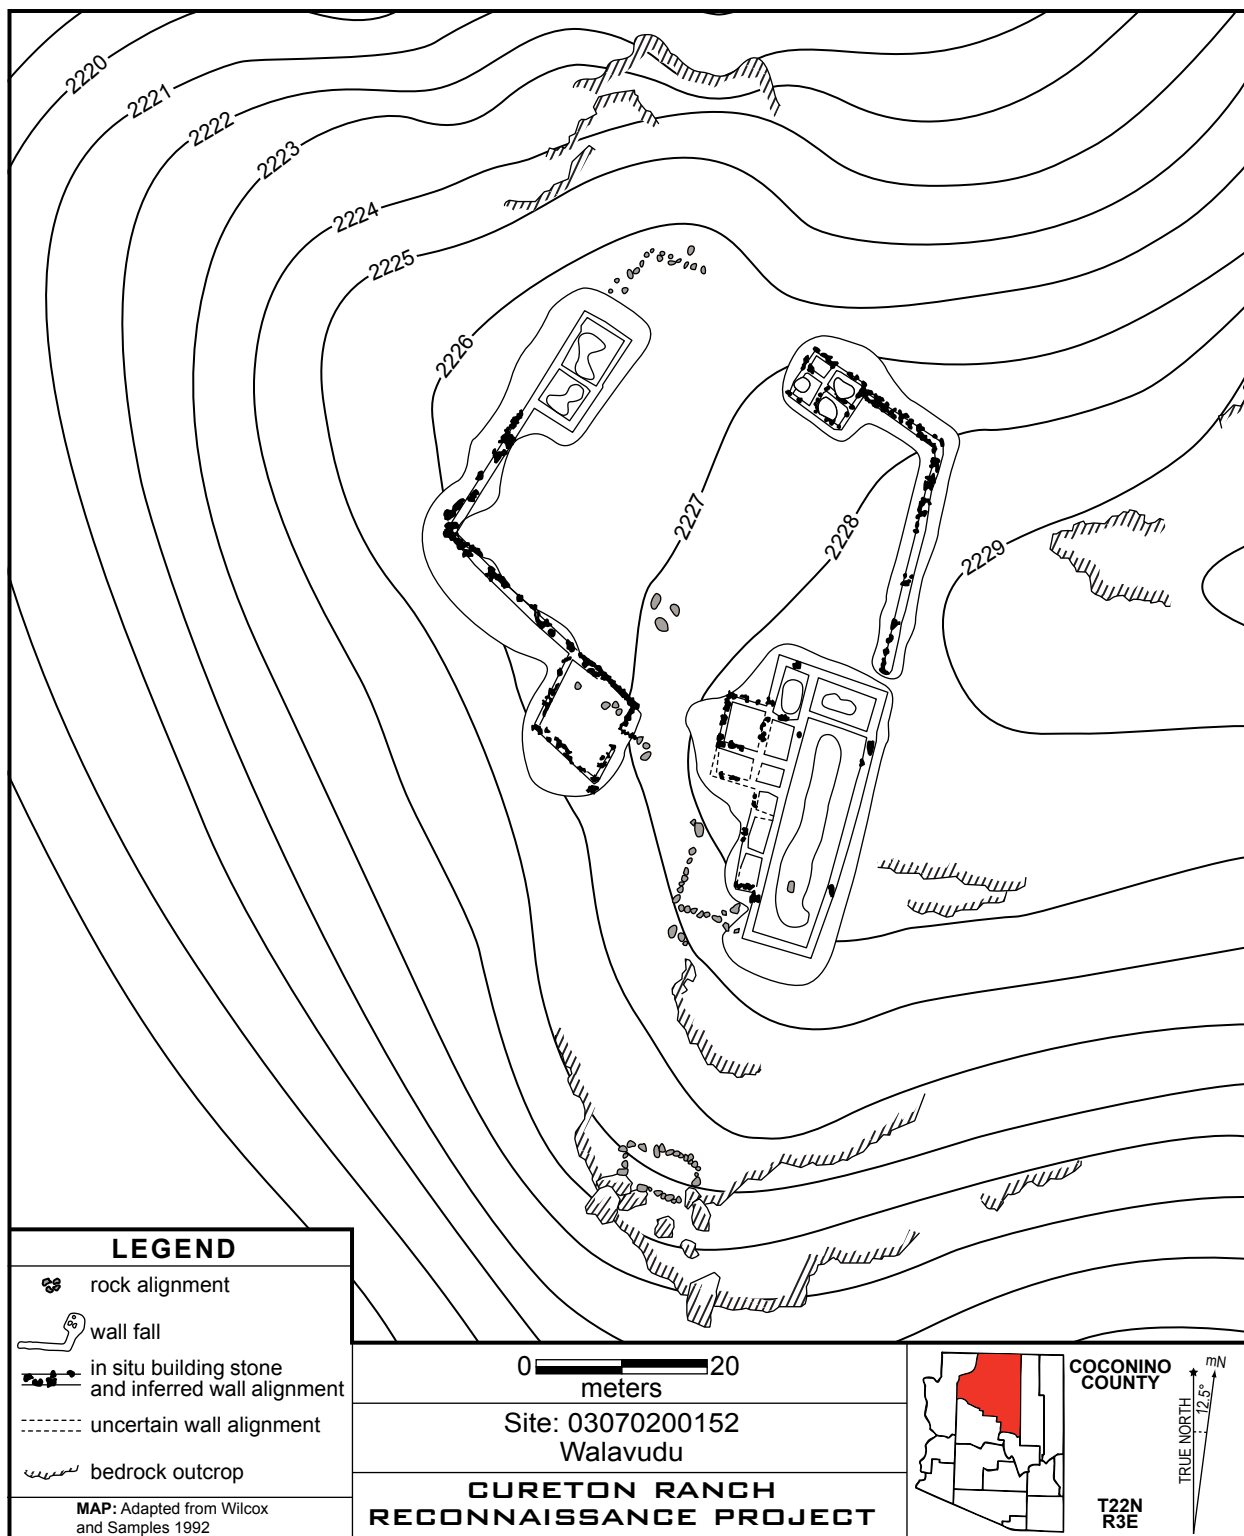 2220
2221
2222
2223
2224
2225
2226
2227
2228
2229
LEGEND
rock alignment
wall fall
in situ building stone
and inferred wall alignment
uncertain wall alignment
bedrock outcrop
MAP: Adapted from Wilcox
and Samples 1992
0 20
meters
Site: 03070200152
Walavudu
CURETON RANCH
RECONNAISSANCE PROJECT
COCONINO
COUNTY
T22N
R3E
TRUE NORTH
12.5°
mN